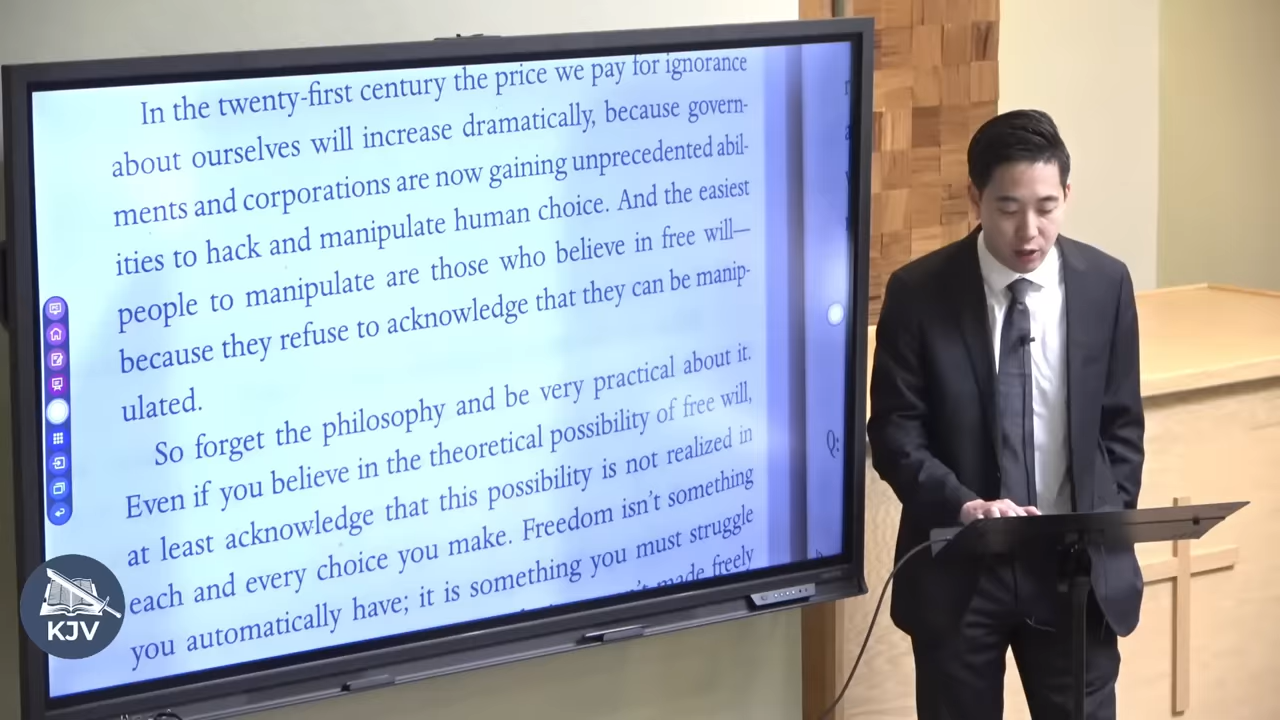 In the twenty-first century the price we pay for ignorance
about ourselves will increase dramatically, because govern-
ments and corporations are now gaining unprecedented abil-
ities to hack and manipulate human choice. And the easiest
people to manipulate are those who believe in free will—
because they refuse to acknowledge that they can be manip-
ulated.
So forget the philosophy and be very practical about it.
Even if you believe in the theoretical possibility of free will,
at least acknowledge that this possibility is not realized in
each and every choice you make. Freedom isn't something
you automatically have; it is something you must struggle
made freely
Q:
KJV